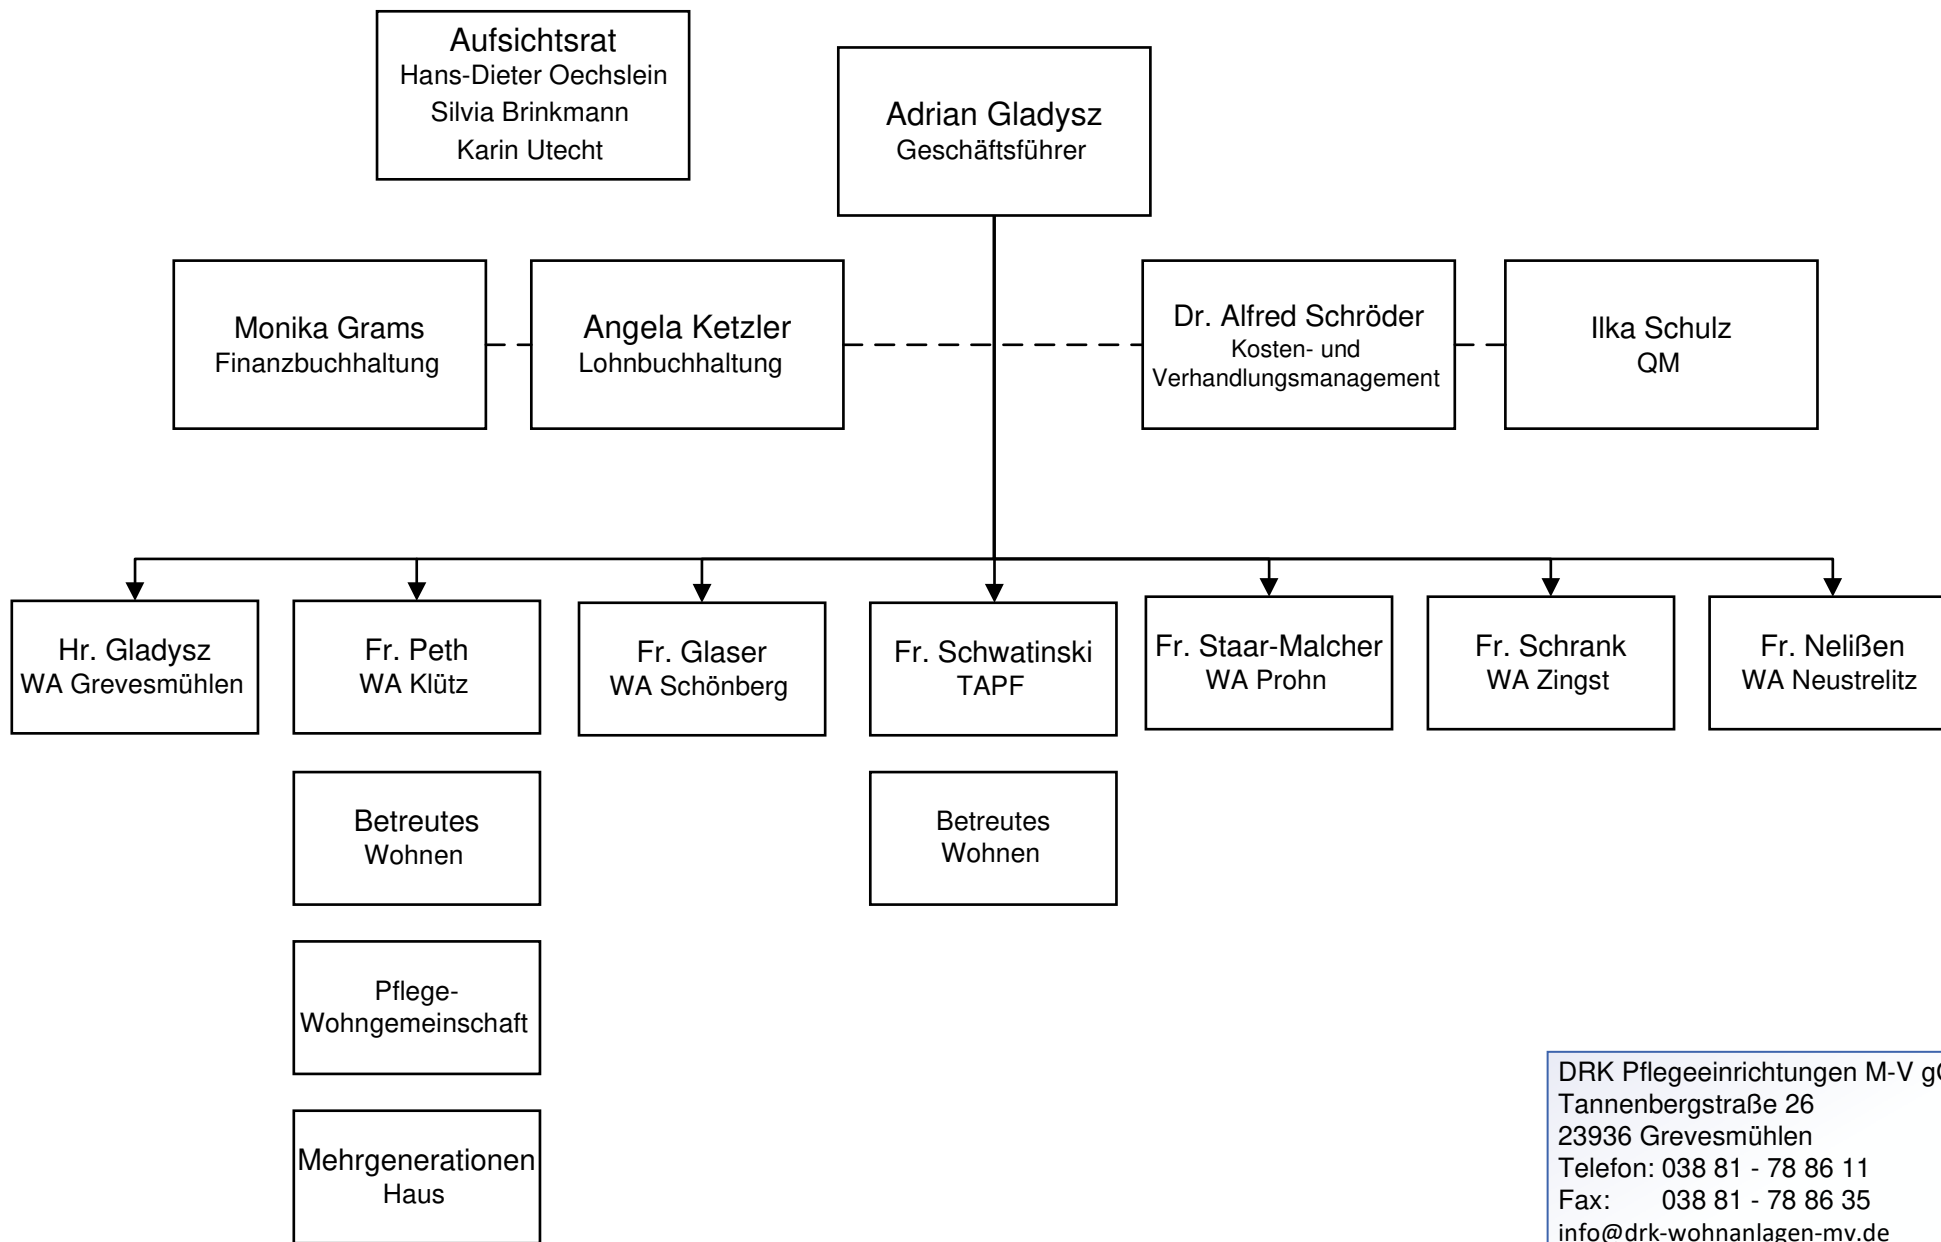 Aufsichtsrat
Hans-Dieter Oechslein
Silvia Brinkmann
Karin Utecht
Adrian Gladysz
Geschäftsführer
Monika Grams
Finanzbuchhaltung
Angela Ketzler
Lohnbuchhaltung
Dr. Alfred Schröder
Kosten- und
Verhandlungsmanagement
Ilka Schulz
QM
Hr. Gladysz
WA Grevesmühlen
Fr. Peth
WA Klütz
Fr. Glaser
WA Schönberg
Fr. Schwatinski
TAPF
Fr. Staar-Malcher
WA Prohn
Fr. Schrank
WA Zingst
Fr. Nelißen
WA Neustrelitz
Betreutes
Wohnen
Betreutes
Wohnen
Pflege-
Wohngemeinschaft
Mehrgenerationen
Haus
DRK Pflegeeinrichtungen M-V
Tannenbergstraße 26
23936 Grevesmühlen
Telefon: 038 81 - 78 86 11
Fax: 038 81 - 78 86 35
info@drk-wohnanlagen-mv.de